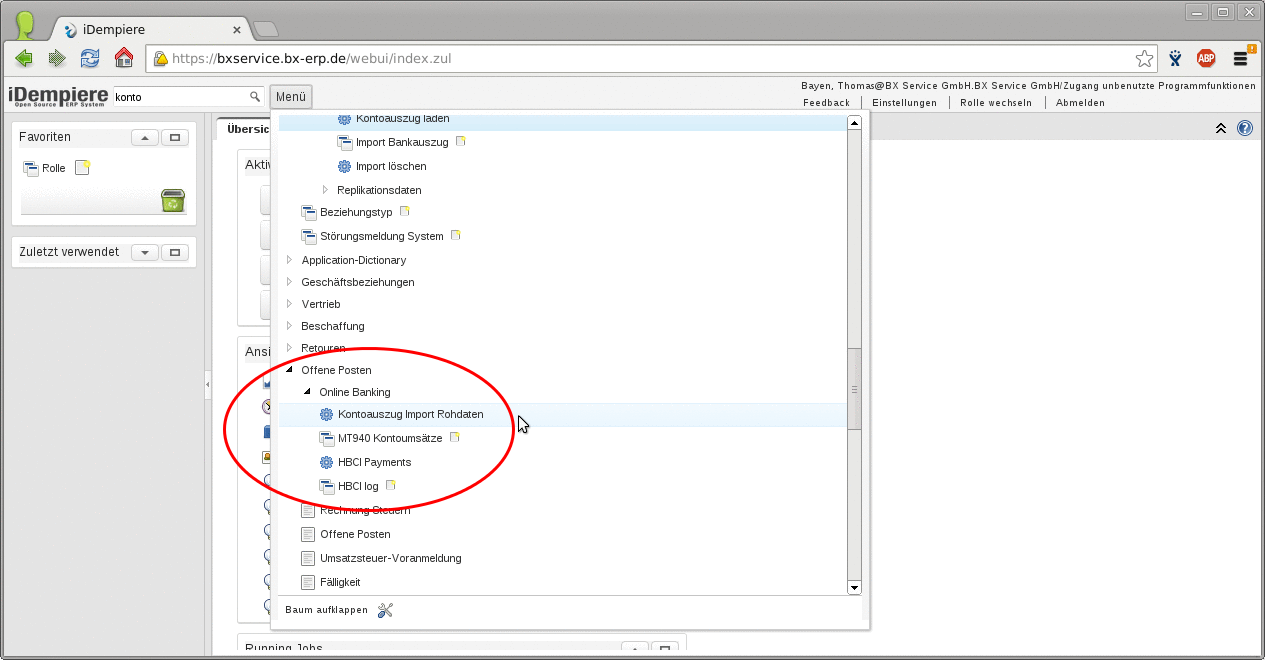 iDempiere
https://bxservice.bx-erp.de/webui/index.zul
ABP
iDempiere
Open Source ERP System
konto
Menü
Bayen, Thomas@BX Service GmbH.BX Service GmbH/Zugang unbenutzte Programmfunktionen
Feedback
Einstellungen
Rolle wechseln
Abmelden
Favoriten
Rolle
Zuletzt verwendet
Übersic
Aktiv
Ansi
Kontoauszug laden
Import Bankauszug
Import löschen
Replikationsdaten
Beziehungstyp
Störungsmeldung System
Application-Dictionary
Geschäftsbeziehungen
Vertrieb
Beschaffung
Retouren
Offene Posten
Online Banking
Kontoauszug Import Rohdaten
MT940 Kontoumsätze
HBCI Payments
HBCI log
Rechnung Steuern
Offene Posten
Umsatzsteuer-Voranmeldung
Fälligkeit
Baum aufklappen
Running Jobs